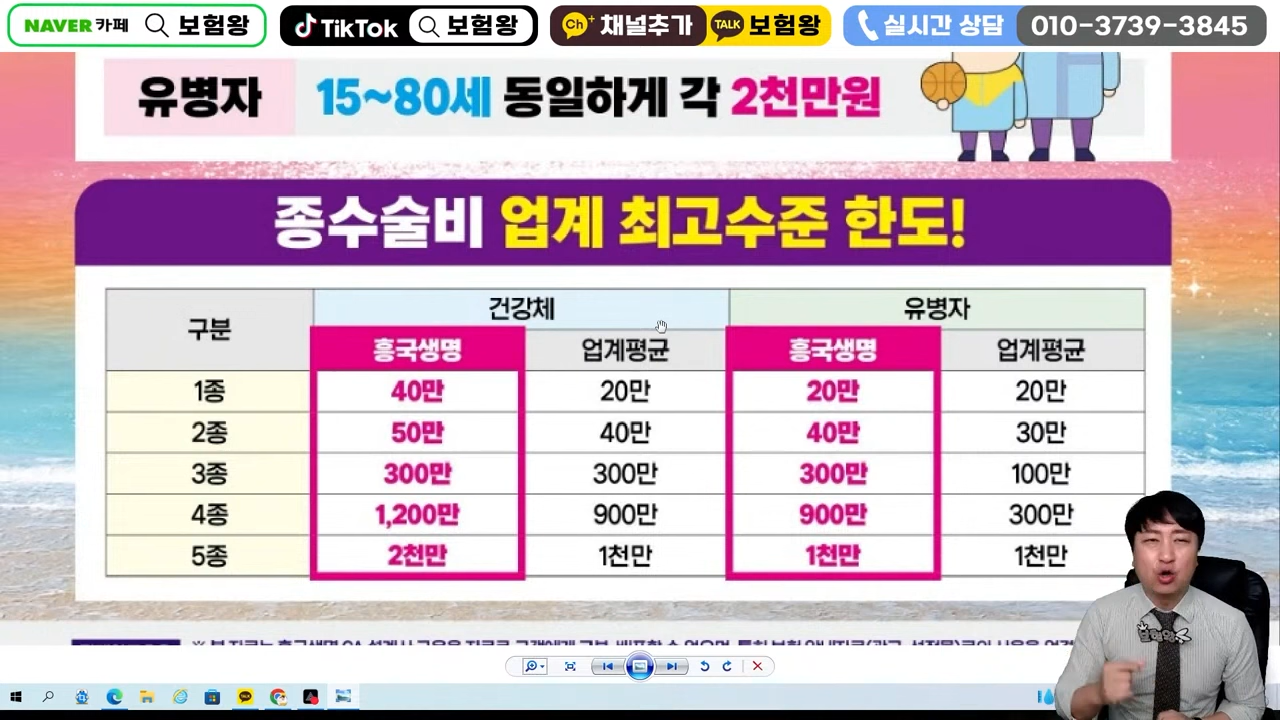 NAVER 카페 보험왕 TikTok 보험왕 Ch+ 채널추가 TALK 보험왕 실시간 상담 010-3739-3845
유병자 15~80세 동일하게 각 2천만원
종수술비 업계 최고수준 한도!
구분 건강체 유병자
흥국생명 업계평균 흥국생명 업계평균
1종 40만 20만 20만 20만
2종 50만 40만 40만 30만
3종 300만 300만 300만 100만
4종 1,200만 900만 900만 300만
5종 2천만 1천만 1천만 1천만
보험왕